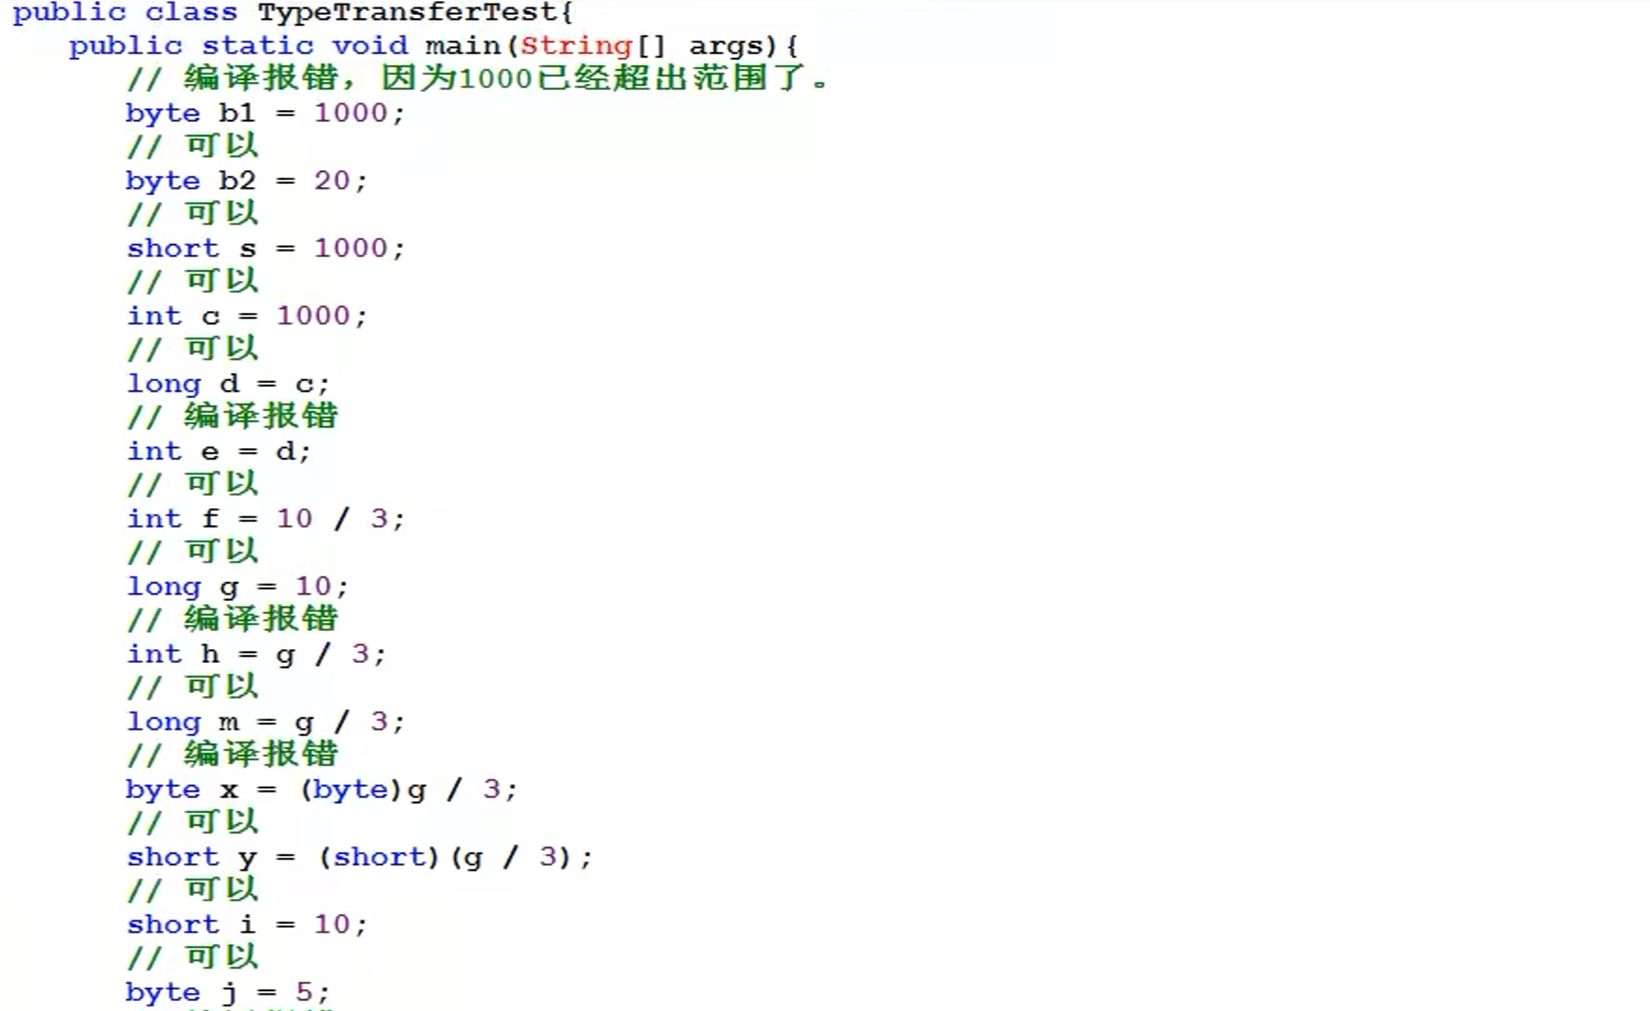 public class TypeTransferTest{
public static void main(String[] args){
// 编译报错，因为1000已经超出范围了。
byte b1 = 1000;
// 可以
byte b2 = 20;
// 可以
short s = 1000;
// 可以
int c = 1000;
// 可以
long d = c;
// 编译报错
int e = d;
// 可以
int f = 10 / 3;
// 可以
long g = 10;
// 编译报错
int h = g / 3;
// 可以
long m = g / 3;
// 编译报错
byte x = (byte)g / 3;
// 可以
short y = (short)(g / 3);
// 可以
short i = 10;
// 可以
byte j = 5;